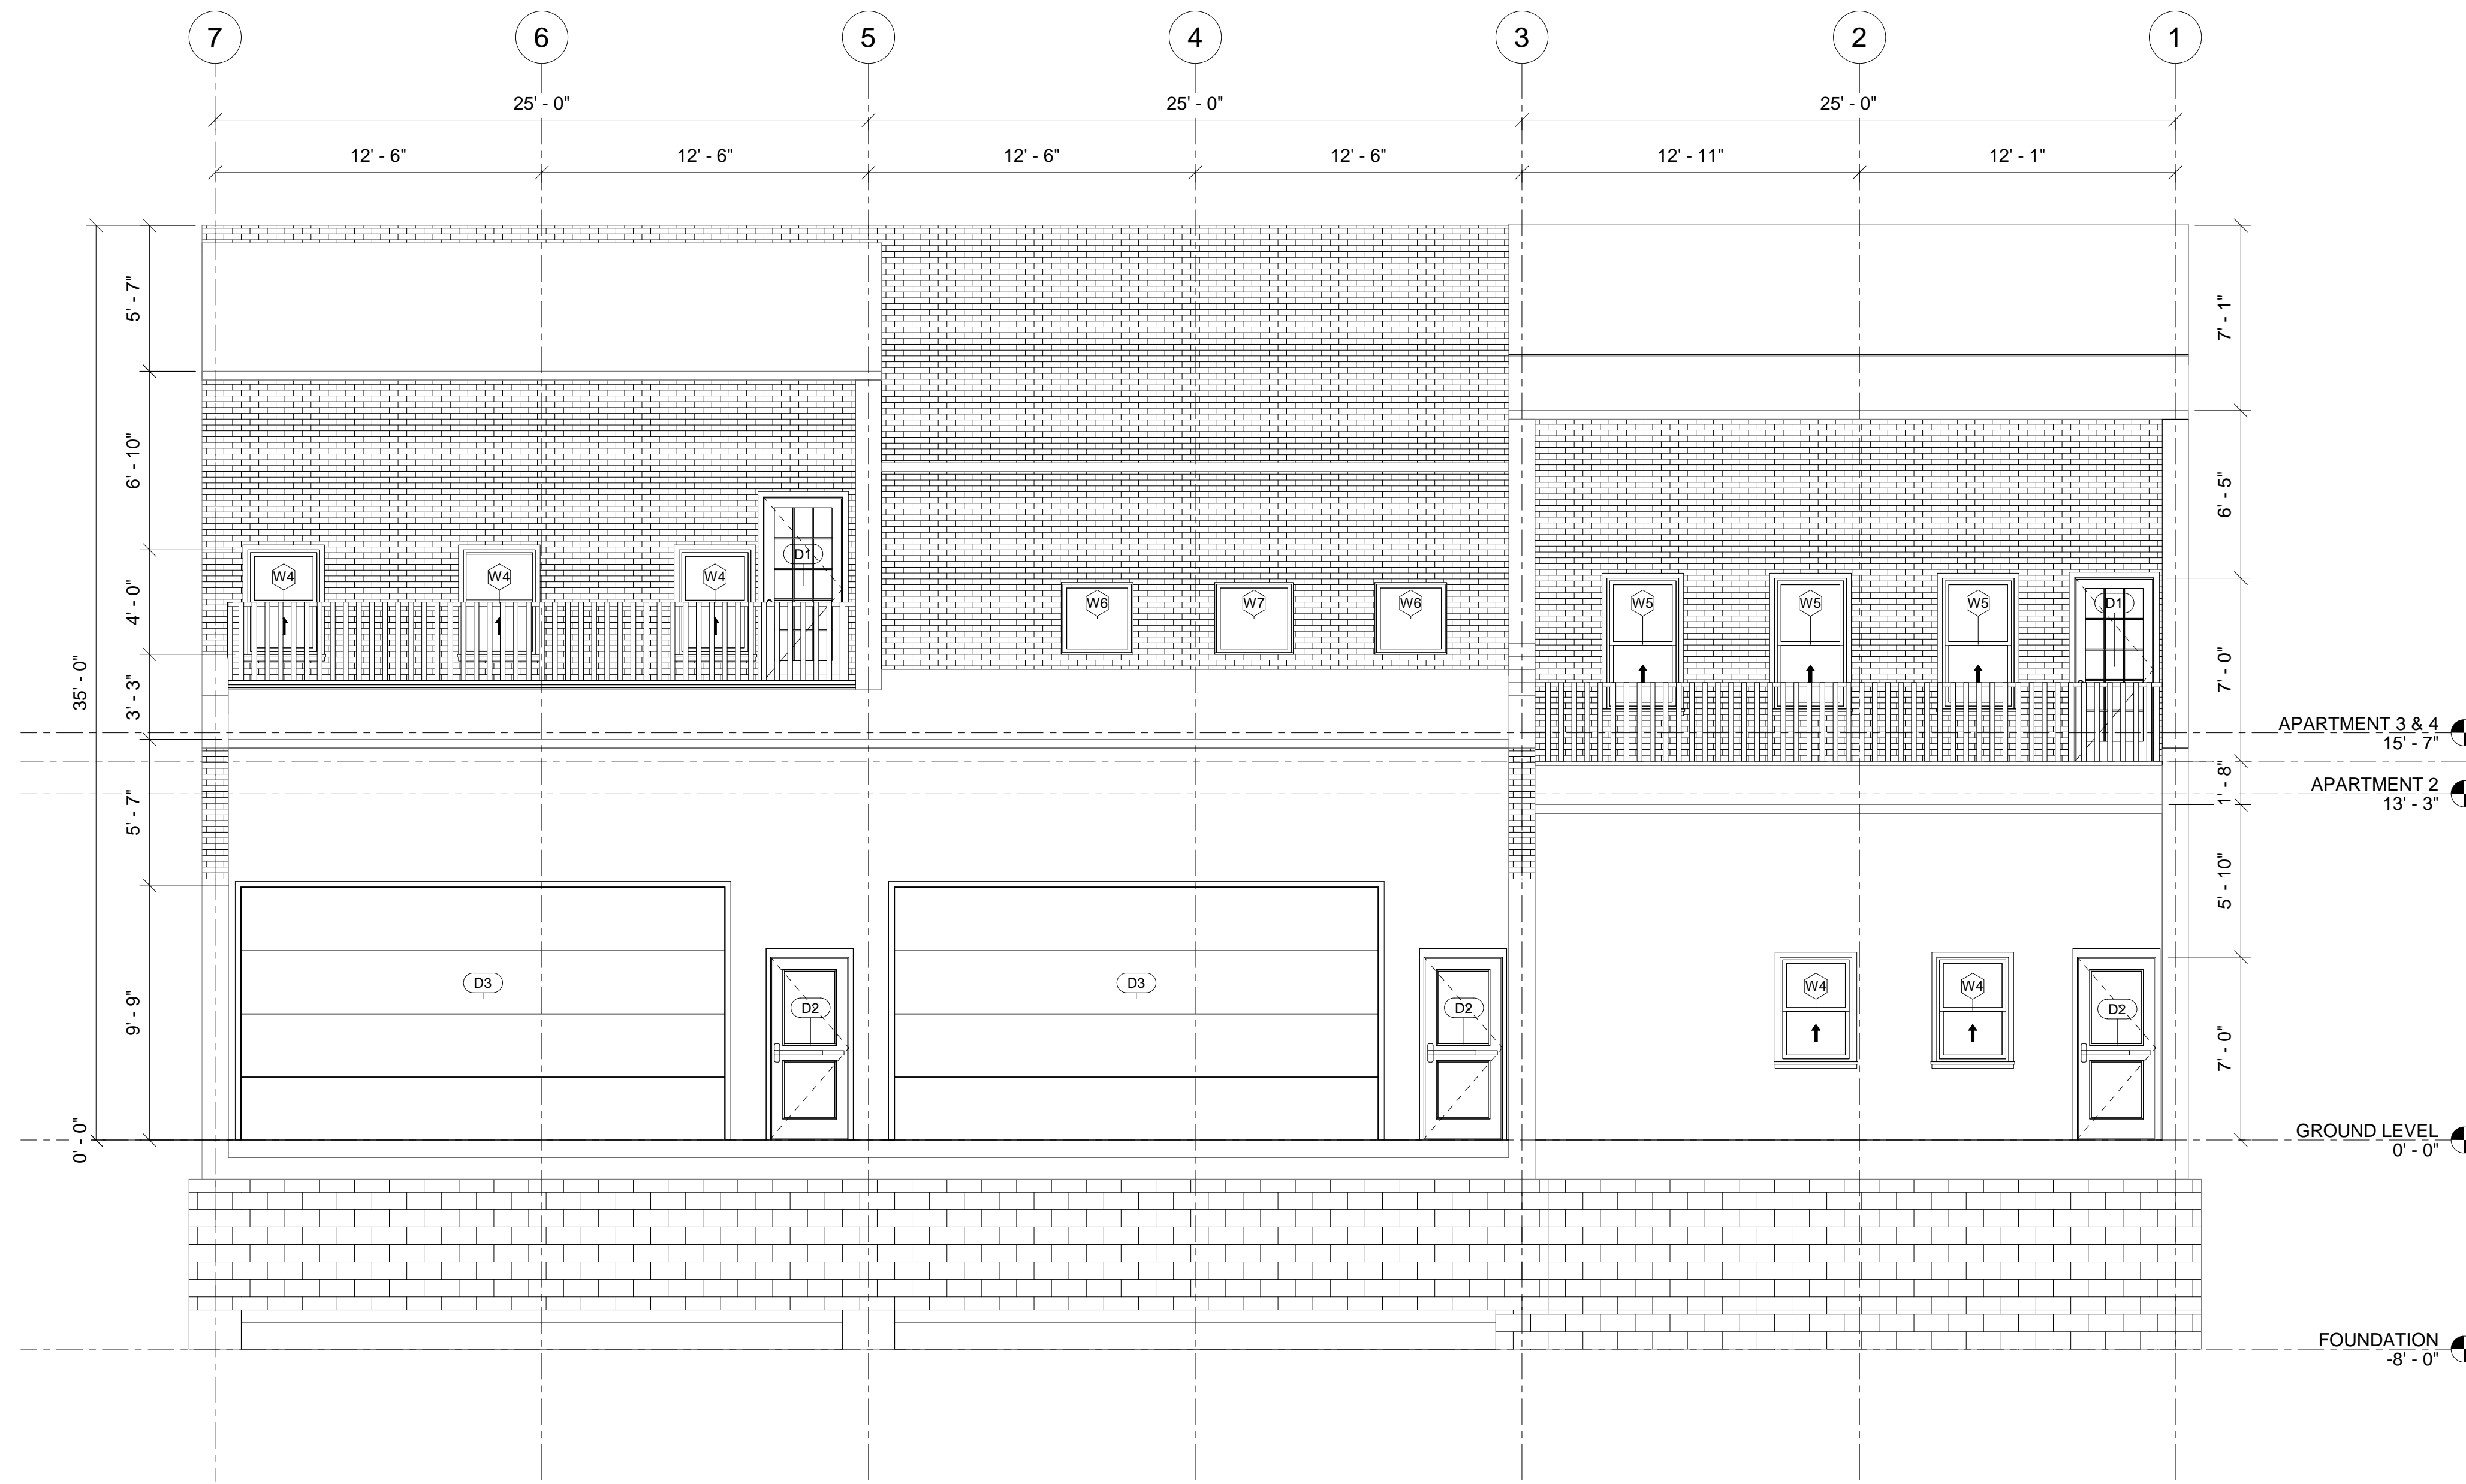 7 6 5 4 3 2 1
25' - 0" 25' - 0" 25' - 0"
12' - 6" 12' - 6" 12' - 6" 12' - 6" 12' - 11" 12' - 1"
5' - 7"
6' - 10"
4' - 0"
3' - 3"
5' - 7"
9' - 9"
35' - 0"
0' - 0"
W4 W4 W4 D1
W6 W7 W6
W5 W5 W5 D1
D3 D2 D3 D2
W4 W4 D2
7' - 1"
6' - 5"
7' - 0"
1' - 8"
5' - 10"
7' - 0"
APARTMENT 3 & 4
15' - 7"
APARTMENT 2
13' - 3"
GROUND LEVEL
0' - 0"
FOUNDATION
-8' - 0"